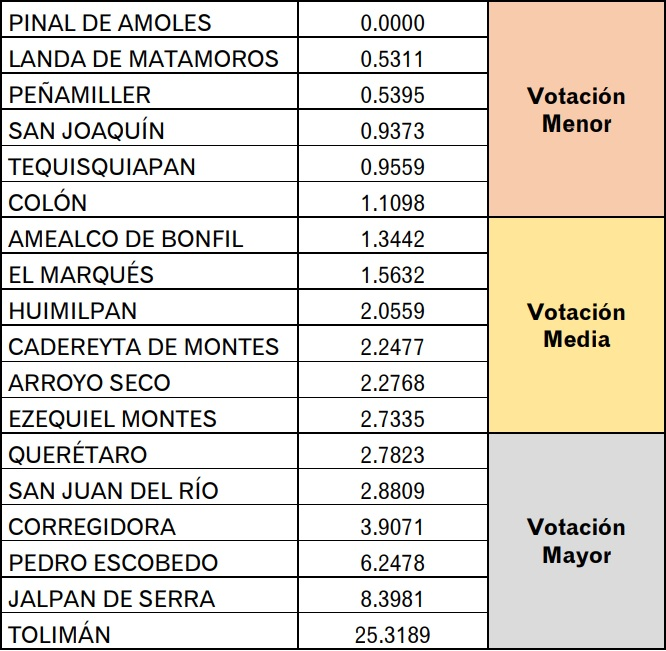 PINAL DE AMOLES 0.0000
LANDA DE MATAMOROS 0.5311
PEÑAMILLER 0.5395
SAN JOAQUÍN 0.9373
TEQUISQUIAPAN 0.9559
COLÓN 1.1098
Votación
Menor
AMEALCO DE BONFIL 1.3442
EL MARQUÉS 1.5632
HUIMILPAN 2.0559
CADEREYTA DE MONTES 2.2477
ARROYO SECO 2.2768
EZEQUIEL MONTES 2.7335
Votación
Media
QUERÉTARO 2.7823
SAN JUAN DEL RÍO 2.8809
CORREGIDORA 3.9071
PEDRO ESCOBEDO 6.2478
JALPAN DE SERRA 8.3981
TOLIMÁN 25.3189
Votación
Mayor